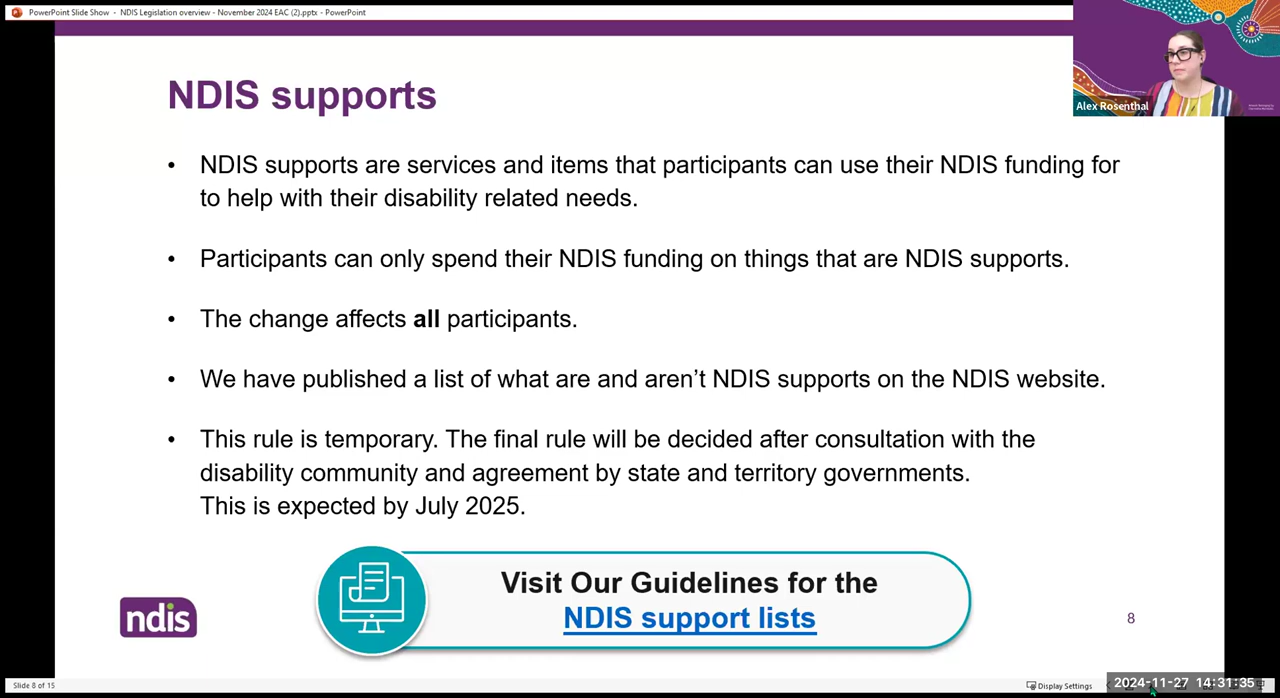 PowerPoint Slide Show - NDIS Legislation overview - November 2024 EAC (2).pptx - PowerPoint
Alex Rosenthal
NDIS supports
• NDIS supports are services and items that participants can use their NDIS funding for
to help with their disability related needs.
• Participants can only spend their NDIS funding on things that are NDIS supports.
• The change affects all participants.
• We have published a list of what are and aren’t NDIS supports on the NDIS website.
• This rule is temporary. The final rule will be decided after consultation with the
disability community and agreement by state and territory governments.
This is expected by July 2025.
Visit Our Guidelines for the
NDIS support lists
ndis
8
Slide 8 of 15
Display Settings
2024-11-27 14:31:35